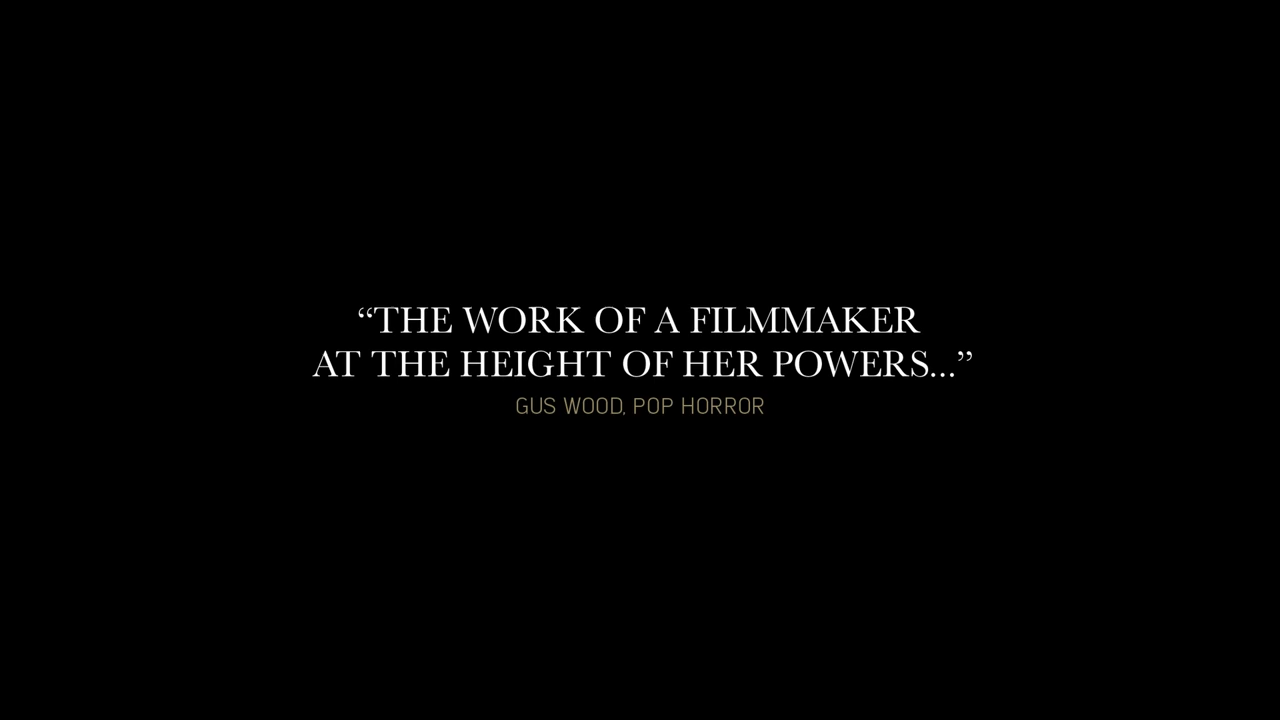 “THE WORK OF A FILMMAKER
AT THE HEIGHT OF HER POWERS...”
GUS WOOD, POP HORROR